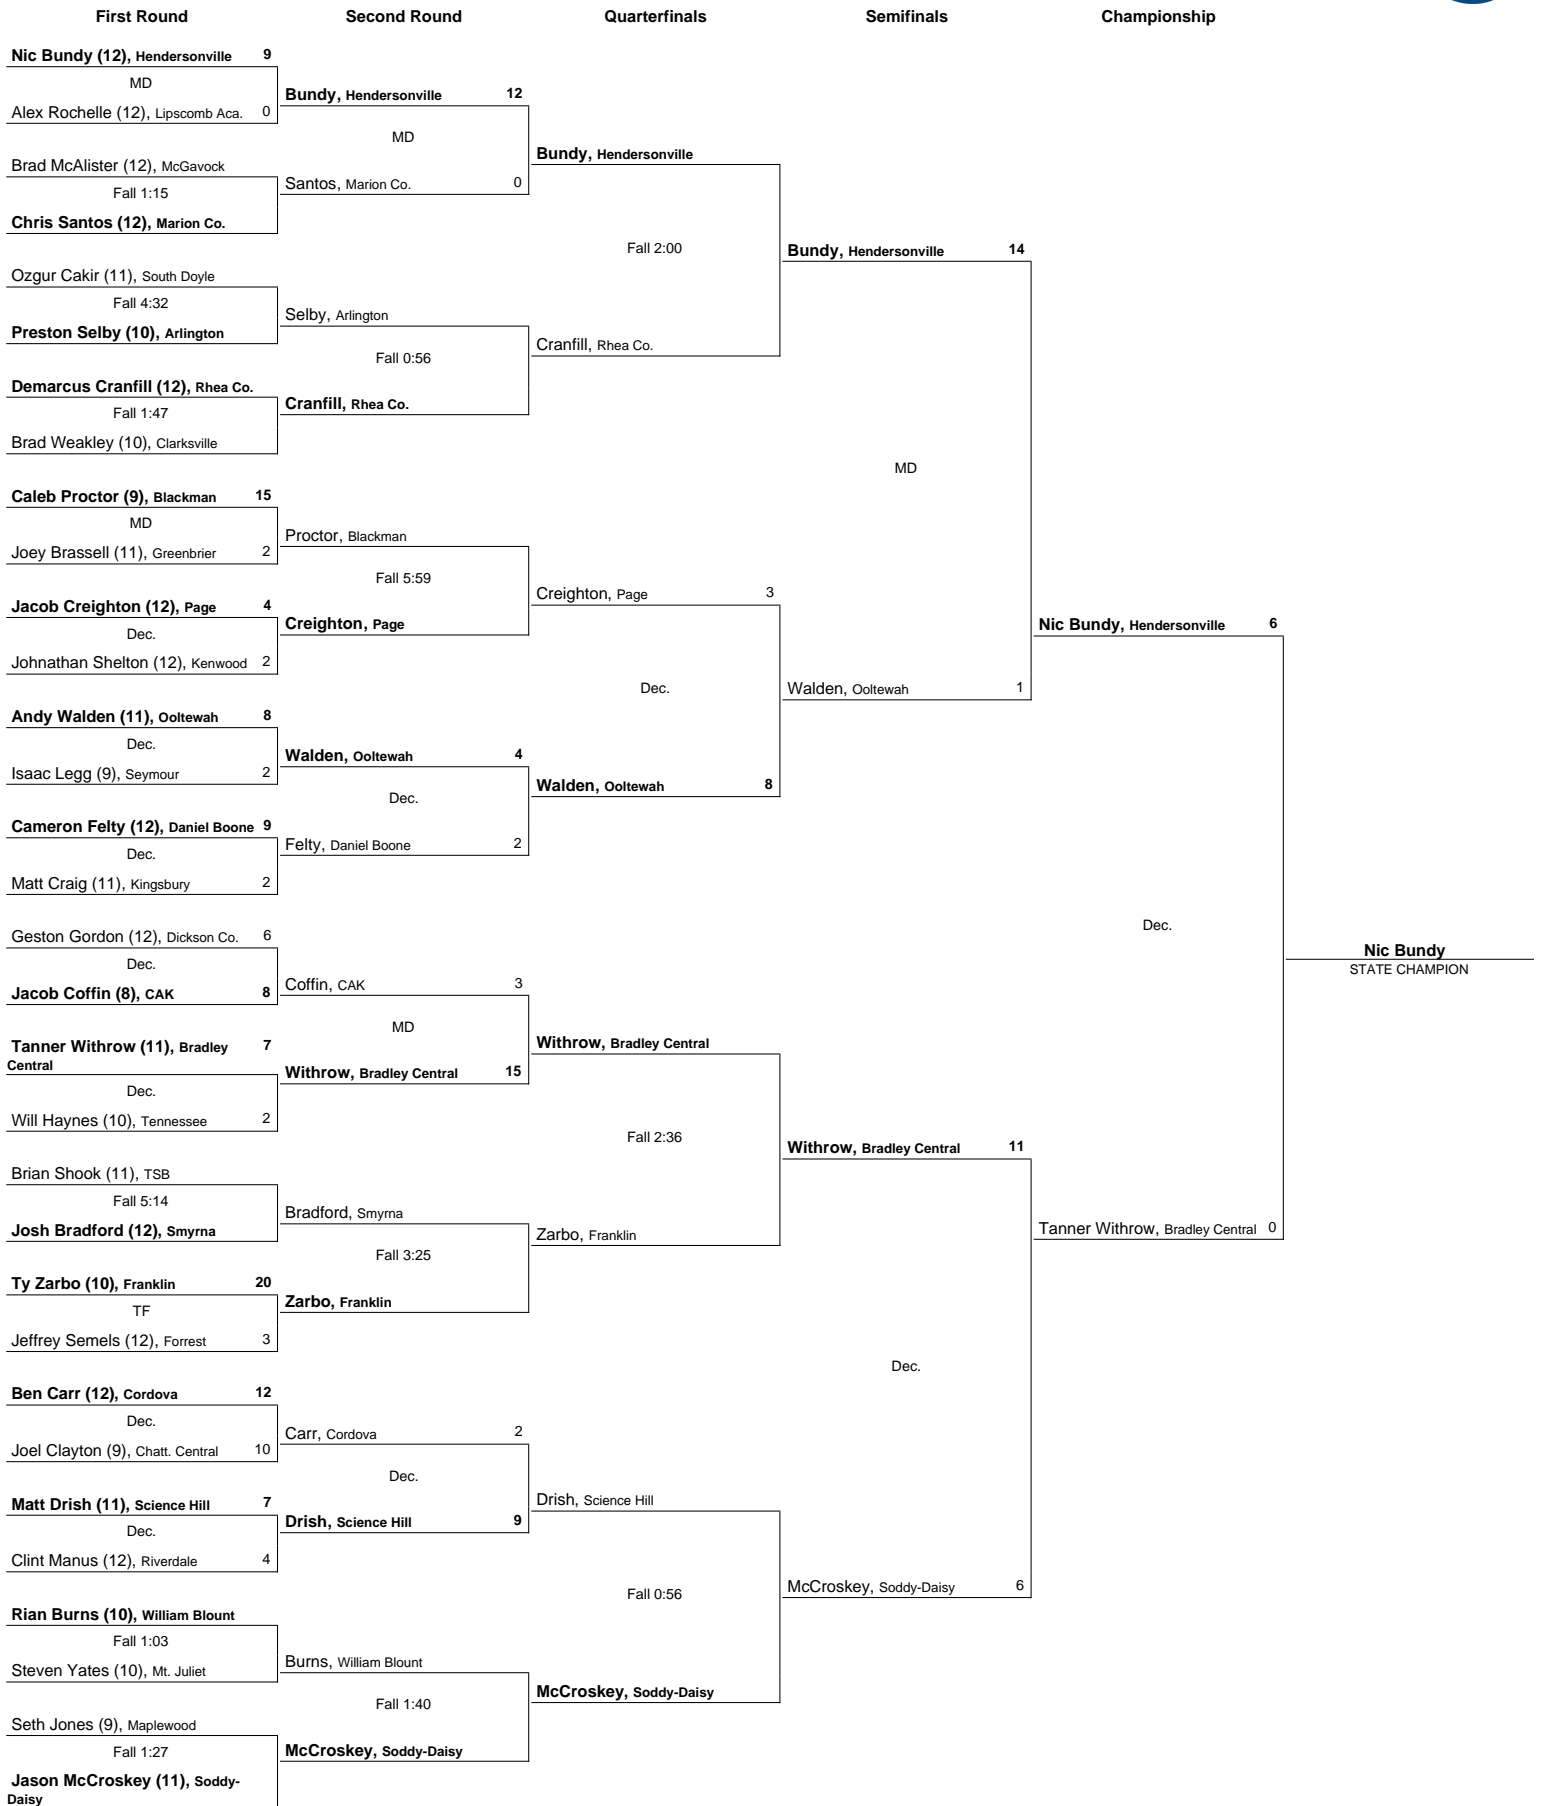 First Round Second Round Quarterfinals Semifinals Championship
Nic Bundy (12), Hendersonville 9
MD
Alex Rochelle (12), Lipscomb Aca. 0
Brad McAlister (12), McGavock
Fall 1:15
Chris Santos (12), Marion Co.
Ozgur Cakir (11), South Doyle
Fall 4:32
Preston Selby (10), Arlington
Demarcus Cranfill (12), Rhea Co.
Fall 1:47
Brad Weakley (10), Clarksville
Caleb Proctor (9), Blackman 15
MD
Joey Brassell (11), Greenbrier 2
Jacob Creighton (12), Page 4
Dec.
Johnathan Shelton (12), Kenwood 2
Andy Walden (11), Ooltewah 8
Dec.
Isaac Legg (9), Seymour 2
Cameron Felty (12), Daniel Boone 9
Dec.
Matt Craig (11), Kingsbury 2
Geston Gordon (12), Dickson Co. 6
Dec.
Jacob Coffin (8), CAK 8
Tanner Withrow (11), Bradley 7
Central
Dec.
Will Haynes (10), Tennessee 2
Brian Shook (11), TSB
Fall 5:14
Josh Bradford (12), Smyrna
Ty Zarbo (10), Franklin 20
TF
Jeffrey Semels (12), Forrest 3
Ben Carr (12), Cordova 12
Dec.
Joel Clayton (9), Chatt. Central 10
Matt Drish (11), Science Hill 7
Dec.
Clint Manus (12), Riverdale 4
Rian Burns (10), William Blount
Fall 1:03
Steven Yates (10), Mt. Juliet
Seth Jones (9), Maplewood
Fall 1:27
Jason McCroskey (11), Soddy-
Daisy
Bundy, Hendersonville 12
MD
Santos, Marion Co. 0
Selby, Arlington
Fall 0:56
Cranfill, Rhea Co.
Proctor, Blackman
Fall 5:59
Creighton, Page
Walden, Ooltewah 4
Dec.
Felty, Daniel Boone 2
Coffin, CAK 3
MD
Withrow, Bradley Central 15
Bradford, Smyrna
Fall 3:25
Zarbo, Franklin
Carr, Cordova 2
Dec.
Drish, Science Hill 9
Burns, William Blount
Fall 1:40
McCroskey, Soddy-Daisy
Bundy, Hendersonville
Fall 2:00
Cranfill, Rhea Co.
Creighton, Page 3
Dec.
Walden, Ooltewah 8
Withrow, Bradley Central
Fall 2:36
Zarbo, Franklin
Drish, Science Hill
Fall 0:56
McCroskey, Soddy-Daisy
Bundy, Hendersonville 14
MD
Walden, Ooltewah 1
Withrow, Bradley Central 11
Dec.
McCroskey, Soddy-Daisy 6
Nic Bundy, Hendersonville 6
Dec.
Tanner Withrow, Bradley Central 0
Nic Bundy
STATE CHAMPION